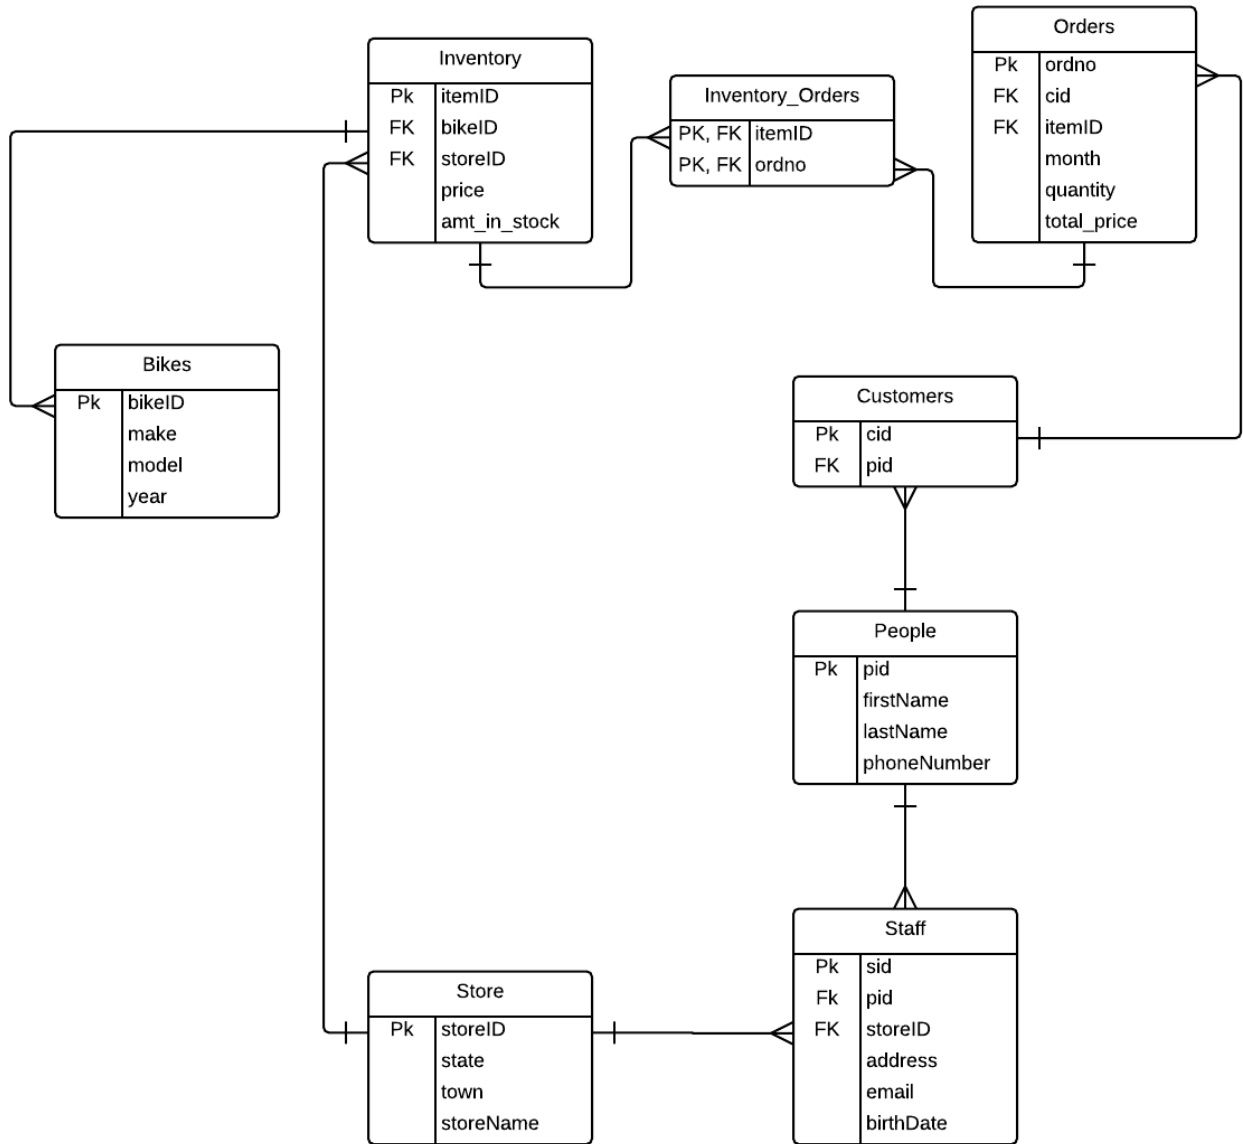 Inventory
Pk itemID
FK bikeID
FK storeID
price
amt_in_stock
Inventory_Orders
PK, FK itemID
PK, FK ordno
Orders
Pk ordno
FK cid
FK itemID
month
quantity
total_price
Bikes
Pk bikeID
make
model
year
Customers
Pk cid
FK pid
People
Pk pid
firstName
lastName
phoneNumber
Store
Pk storeID
state
town
storeName
Staff
Pk sid
Fk pid
FK storeID
address
email
birthDate